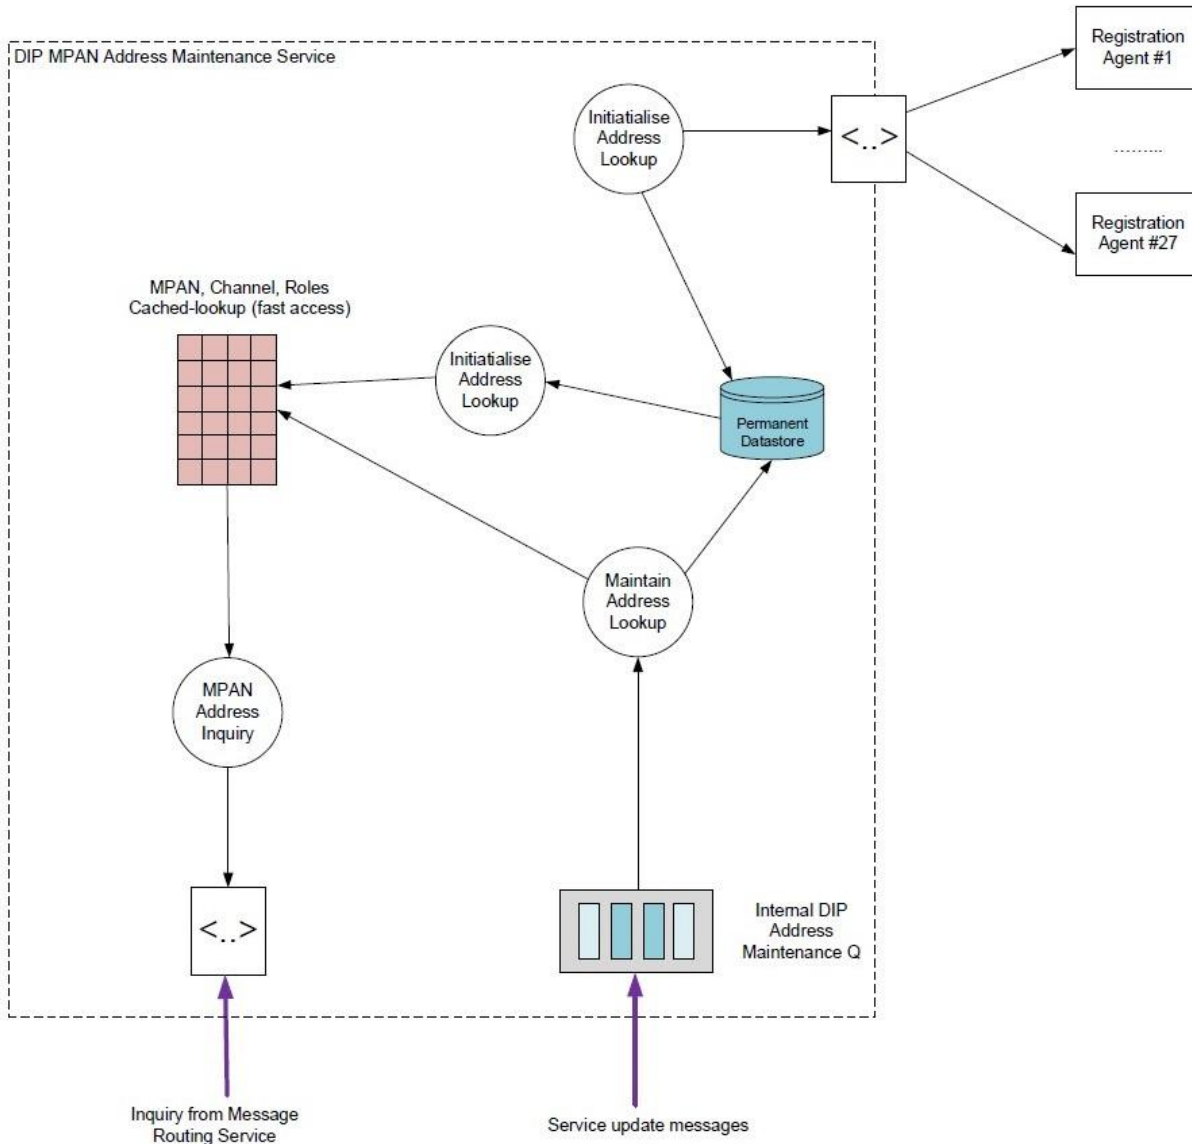 DIP MPAN Address Maintenance Service
Registration
Agent #1
Initiatialise
Address
Lookup
<..>
.........
Registration
Agent #27
MPAN, Channel, Roles
Cached-lookup (fast access)
Initiatialise
Address
Lookup
Permanent
Datastore
Maintain
Address
Lookup
MPAN
Address
Inquiry
<..>
Internal DIP
Address
Maintenance Q
Inquiry from Message
Routing Service
Service update messages